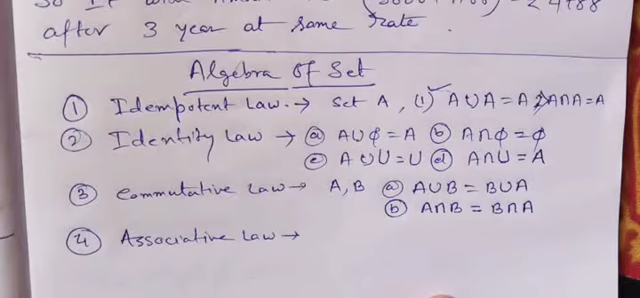 after 3 year at same rate.
Algebra of Set
① Idempotent Law. → Set A, (1) A∪A = A A∩A = A
② Identity Law → ⓐ A∪ϕ = A ⓑ A∩ϕ = ϕ
ⓒ A∪U = U ⓓ A∩U = A
③ Commutative Law → A, B ⓐ A∪B = B∪A
ⓑ A∩B = B∩A
④ Associative Law →